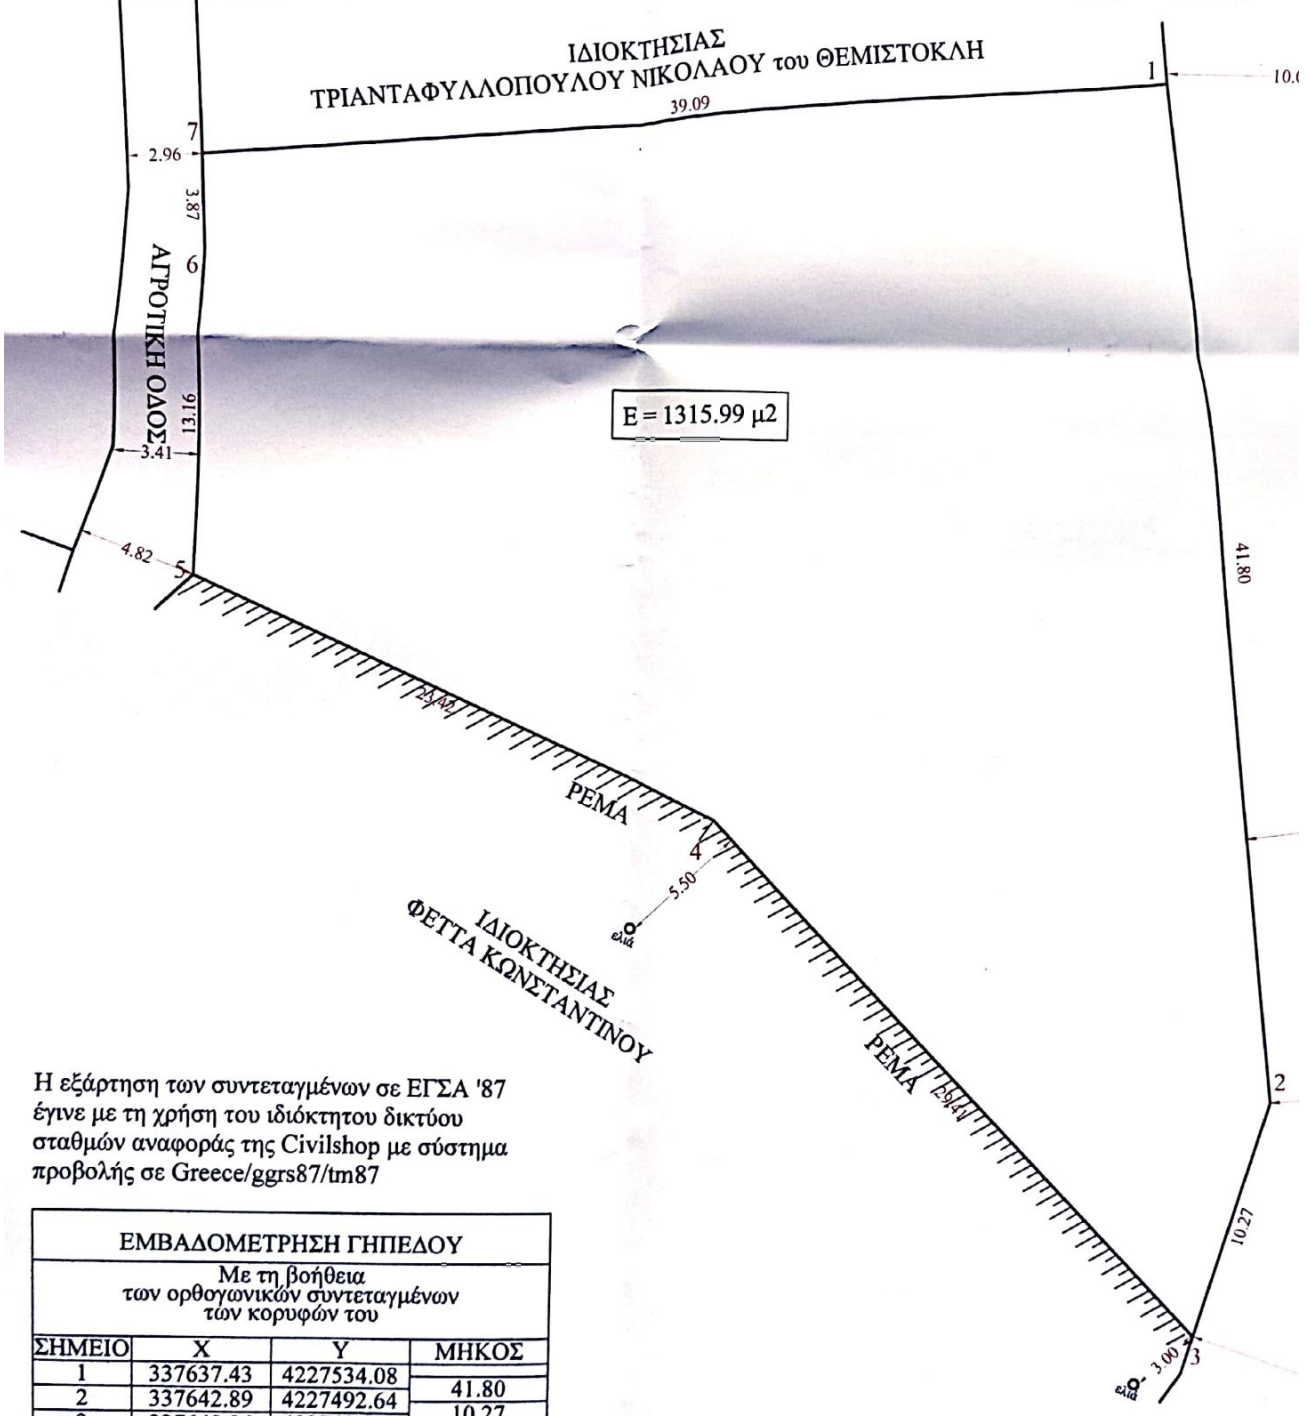 ΙΔΙΟΚΤΗΣΙΑΣ
ΤΡΙΑΝΤΑΦΥΛΛΟΠΟΥΛΟΥ ΝΙΚΟΛΑΟΥ του ΘΕΜΙΣΤΟΚΛΗ
1
39.09
7
2.96
3.87
6
ΑΓΡΟΤΙΚΗ ΟΔΟΣ
13.16
3.41
E = 1315.99 μ2
4.82
5
41.80
ΡΕΜΑ
4
5.50
ελιά
ΙΔΙΟΚΤΗΣΙΑΣ
ΦΕΤΤΑ ΚΩΝΣΤΑΝΤΙΝΟΥ
ΡΕΜΑ
29.41
2
10.27
3
3.00
ελιά
Η εξάρτηση των συντεταγμένων σε ΕΓΣΑ '87
έγινε με τη χρήση του ιδιόκτητου δικτύου
σταθμών αναφοράς της Civilshop με σύστημα
προβολής σε Greece/ggrs87/tm87
ΕΜΒΑΔΟΜΕΤΡΗΣΗ ΓΗΠΕΔΟΥ
Με τη βοήθεια
των ορθογωνικών συντεταγμένων
των κορυφών του
ΣΗΜΕΙΟ X Y ΜΗΚΟΣ
1 337637.43 4227534.08
41.80
2 337642.89 4227492.64
10.27